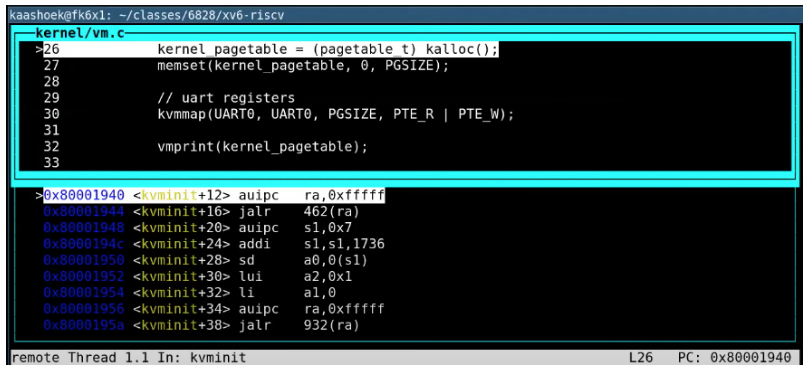 kaashoek@fk6x1: ~/classes/6828/xv6-riscv
kernel/vm.c
>26 kernel_pagetable = (pagetable_t) kalloc();
27 memset(kernel_pagetable, 0, PGSIZE);
28
29 // uart registers
30 kvmmap(UART0, UART0, PGSIZE, PTE_R | PTE_W);
31
32 vmprint(kernel_pagetable);
33
>0x80001940 <kvminit+12> auipc ra,0xfffff
0x80001944 <kvminit+16> jalr 462(ra)
0x80001948 <kvminit+20> auipc s1,0x7
0x8000194c <kvminit+24> addi s1,s1,1736
0x80001950 <kvminit+28> sd a0,0(s1)
0x80001952 <kvminit+30> lui a2,0x1
0x80001954 <kvminit+32> li a1,0
0x80001956 <kvminit+34> auipc ra,0xfffff
0x8000195a <kvminit+38> jalr 932(ra)
remote Thread 1.1 In: kvminit L26 PC: 0x80001940